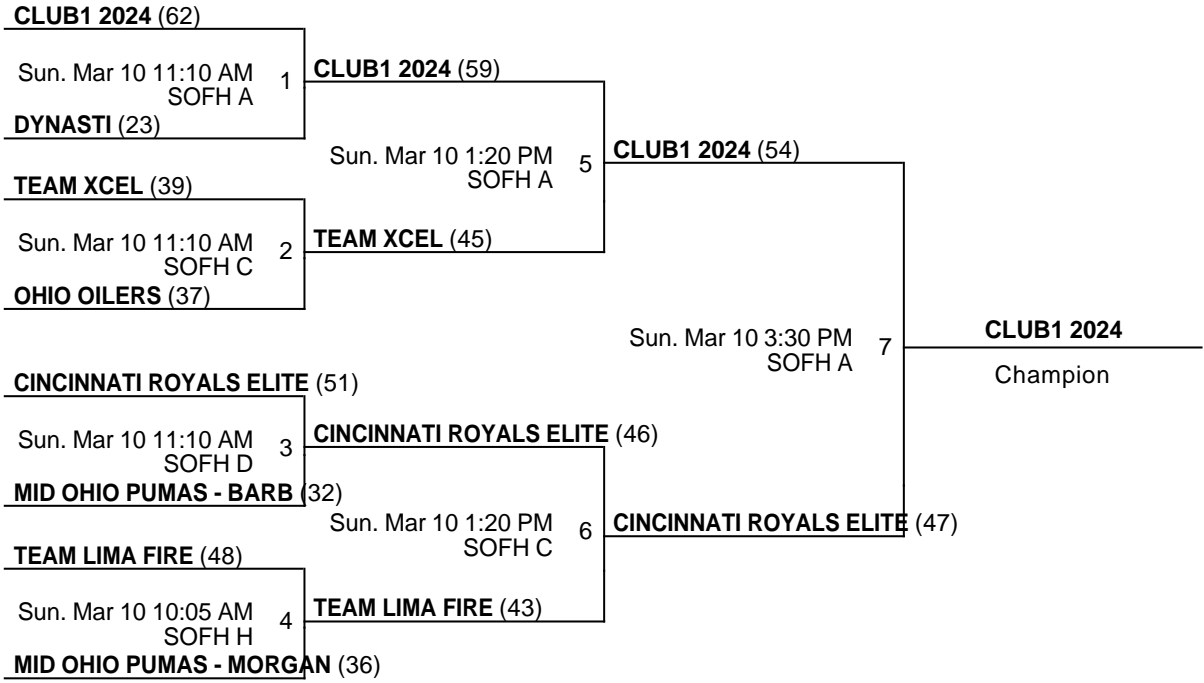 CLUB1 2024 (62)
Sun. Mar 10 11:10 AM 1
SOFH A
DYNASTI (23)
CLUB1 2024 (59)
Sun. Mar 10 1:20 PM 5
SOFH A
TEAM XCEL (39)
Sun. Mar 10 11:10 AM 2
SOFH C
OHIO OILERS (37)
TEAM XCEL (45)
CLUB1 2024 (54)
Sun. Mar 10 3:30 PM 7
SOFH A
CLUB1 2024
Champion
CINCINNATI ROYALS ELITE (51)
Sun. Mar 10 11:10 AM 3
SOFH D
MID OHIO PUMAS - BARB (32)
CINCINNATI ROYALS ELITE (46)
Sun. Mar 10 1:20 PM 6
SOFH C
CINCINNATI ROYALS ELITE (47)
TEAM LIMA FIRE (48)
Sun. Mar 10 10:05 AM 4
SOFH H
MID OHIO PUMAS - MORGAN (36)
TEAM LIMA FIRE (43)